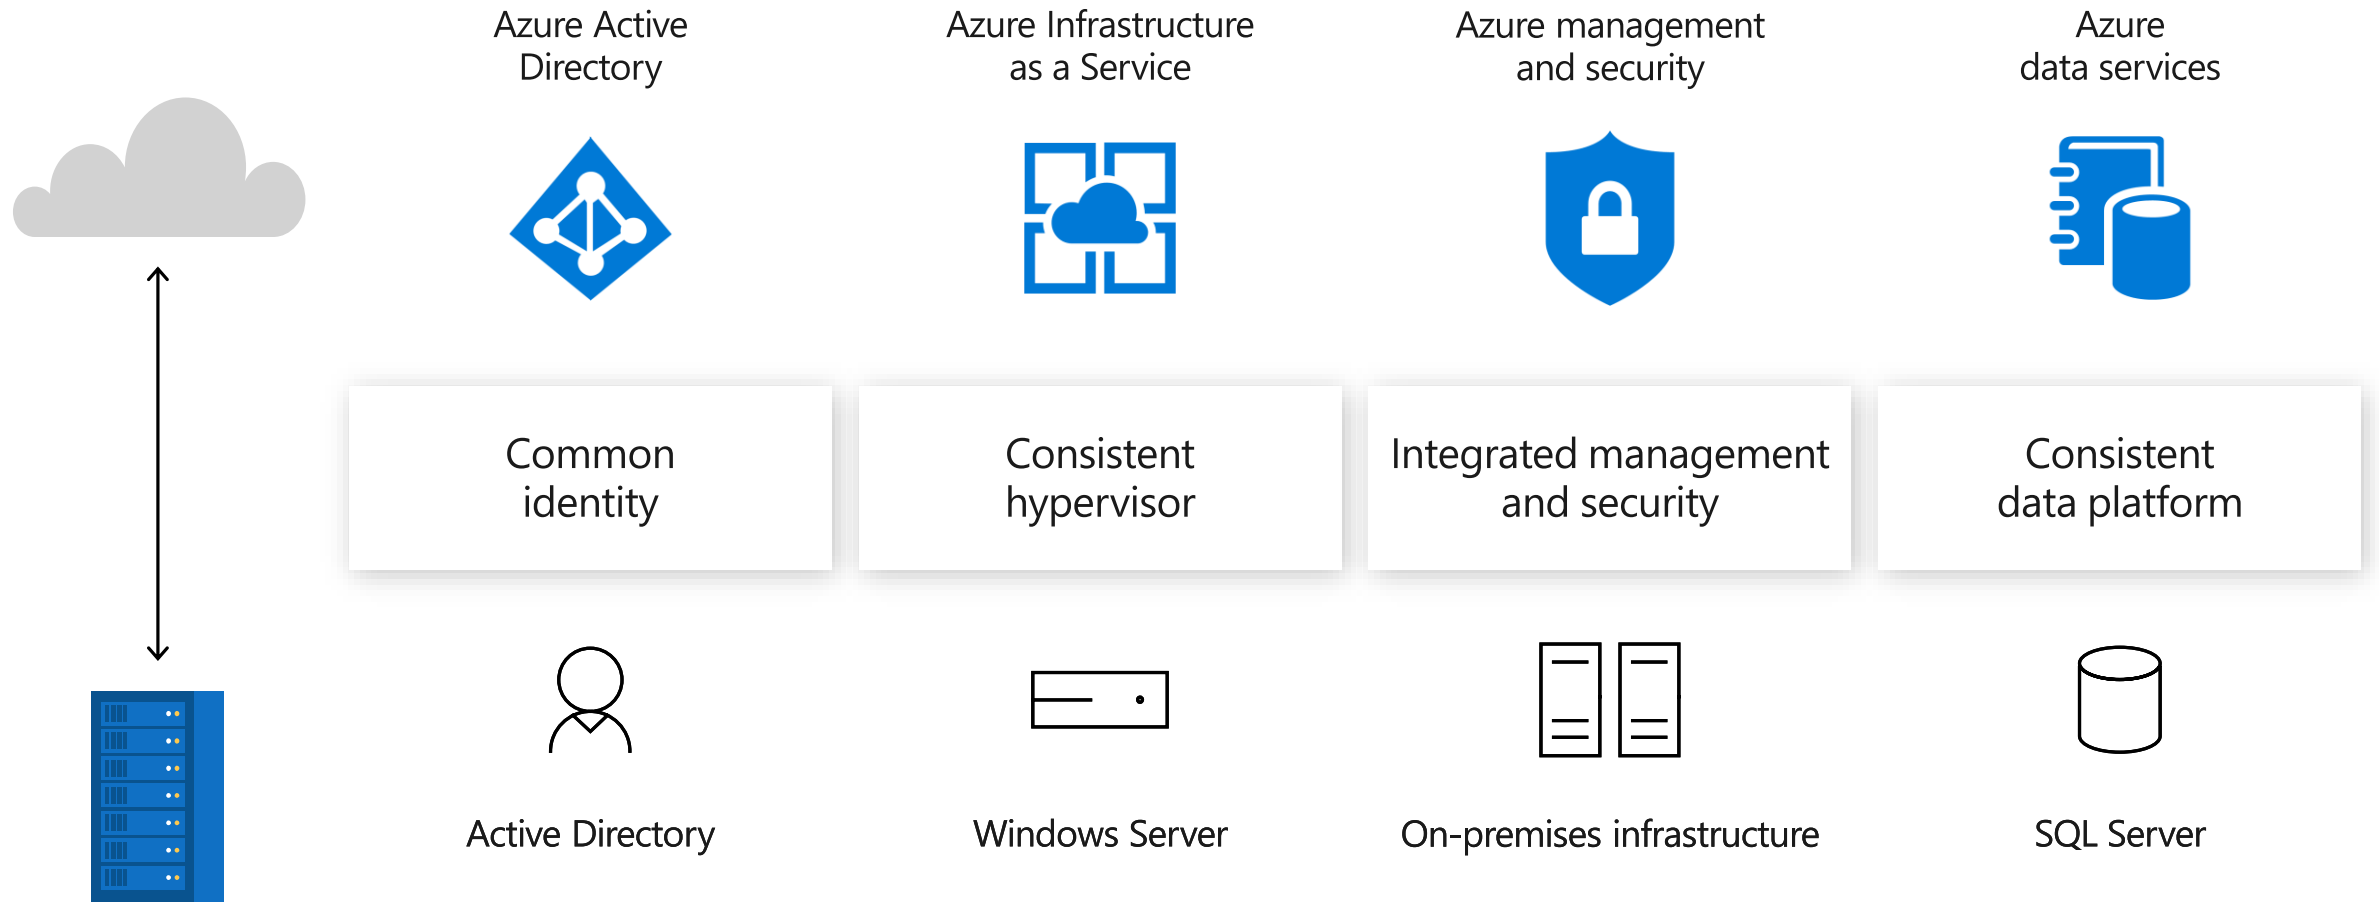 Azure Active
Directory
Azure Infrastructure
as a Service
Azure management
and security
Azure
data services
Common
identity
Consistent
hypervisor
Integrated management
and security
Consistent
data platform
Active Directory
Windows Server
On-premises infrastructure
SQL Server